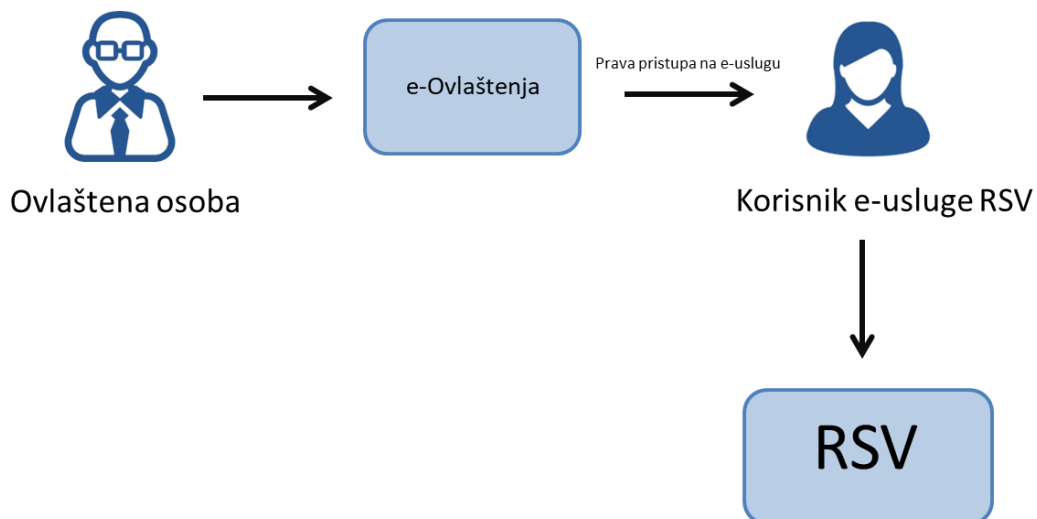 e-Ovlaštenja
Prava pristupa na e-uslugu
Ovlaštena osoba
Korisnik e-usluge RSV
RSV